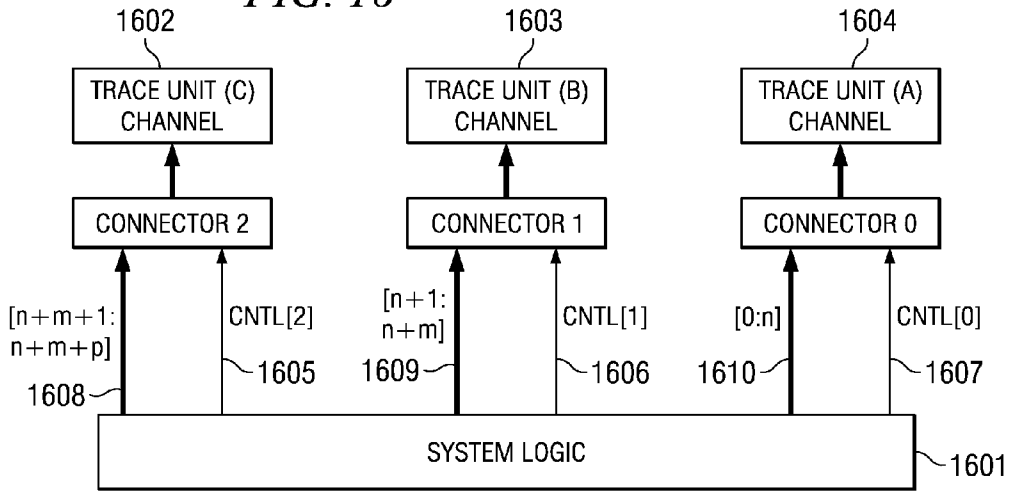 1602
1603
1604
TRACE UNIT (C)
CHANNEL
TRACE UNIT (B)
CHANNEL
TRACE UNIT (A)
CHANNEL
CONNECTOR 2
CONNECTOR 1
CONNECTOR 0
[n+m+1:
n+m+p]
CNTL[2]
[n+1:
n+m]
CNTL[1]
[0:n]
CNTL[0]
1608
1605
1609
1606
1610
1607
SYSTEM LOGIC
1601